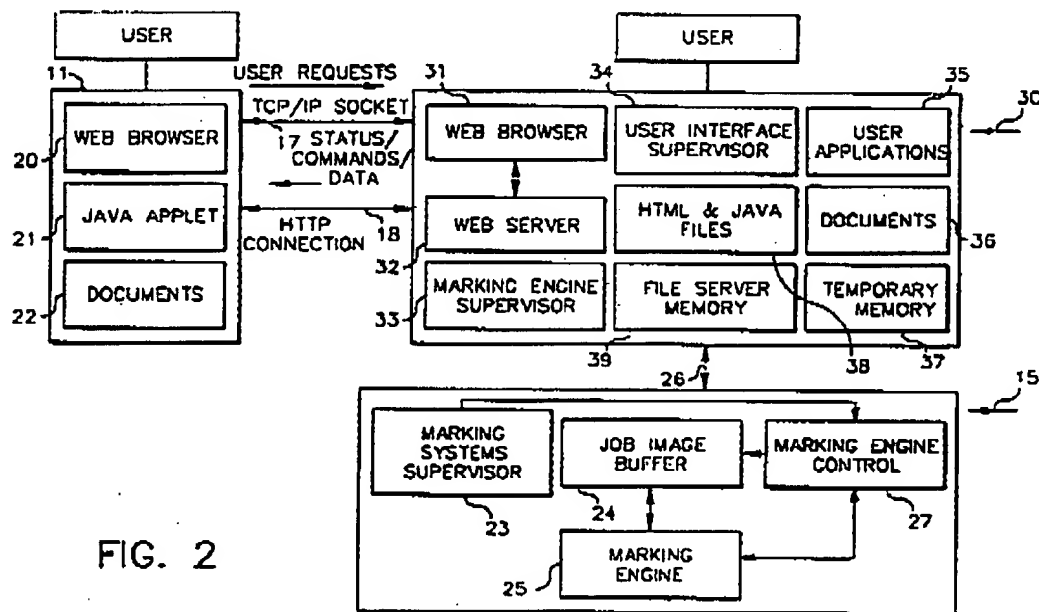 USER
USER
11
USER REQUESTS
31
34
35
TCP/IP SOCKET
30
WEB BROWSER
17
STATUS/
COMMANDS/
DATA
WEB BROWSER
USER INTERFACE
SUPERVISOR
USER
APPLICATIONS
20
JAVA APPLET
21
HTTP
CONNECTION
18
WEB SERVER
HTML & JAVA
FILES
DOCUMENTS
36
32
DOCUMENTS
22
MARKING ENGINE
SUPERVISOR
FILE SERVER
MEMORY
TEMPORARY
MEMORY
33
39
26
38
37
15
MARKING
SYSTEMS
SUPERVISOR
JOB IMAGE
BUFFER
MARKING ENGINE
CONTROL
23
24
27
MARKING
ENGINE
25
FIG. 2